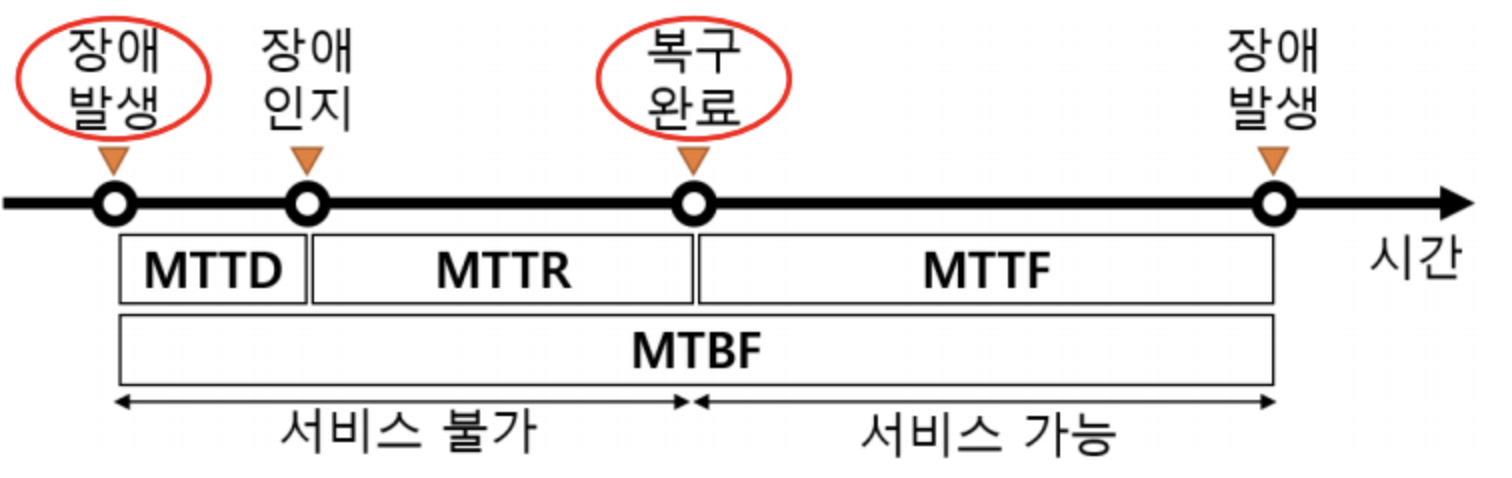 장애
발생
장애
인지
복구
완료
장애
발생
시간
MTTD
MTTR
MTTF
MTBF
서비스 불가
서비스 가능